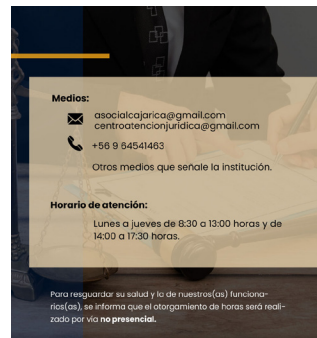 Medios:
asocialcajarica@gmail.com
centroatencionjuridica@gmail.com
+56 9 64541463
Otros medios que señale la institución.
Horario de atención:
Lunes a jueves de 8:30 a 13:00 horas y de
14:00 a 17:30 horas.
Para resguardar su salud y la de nuestros(as) funciona-
rios(as), se informa que el otorgamiento de horas será reali-
zado por vía no presencial.